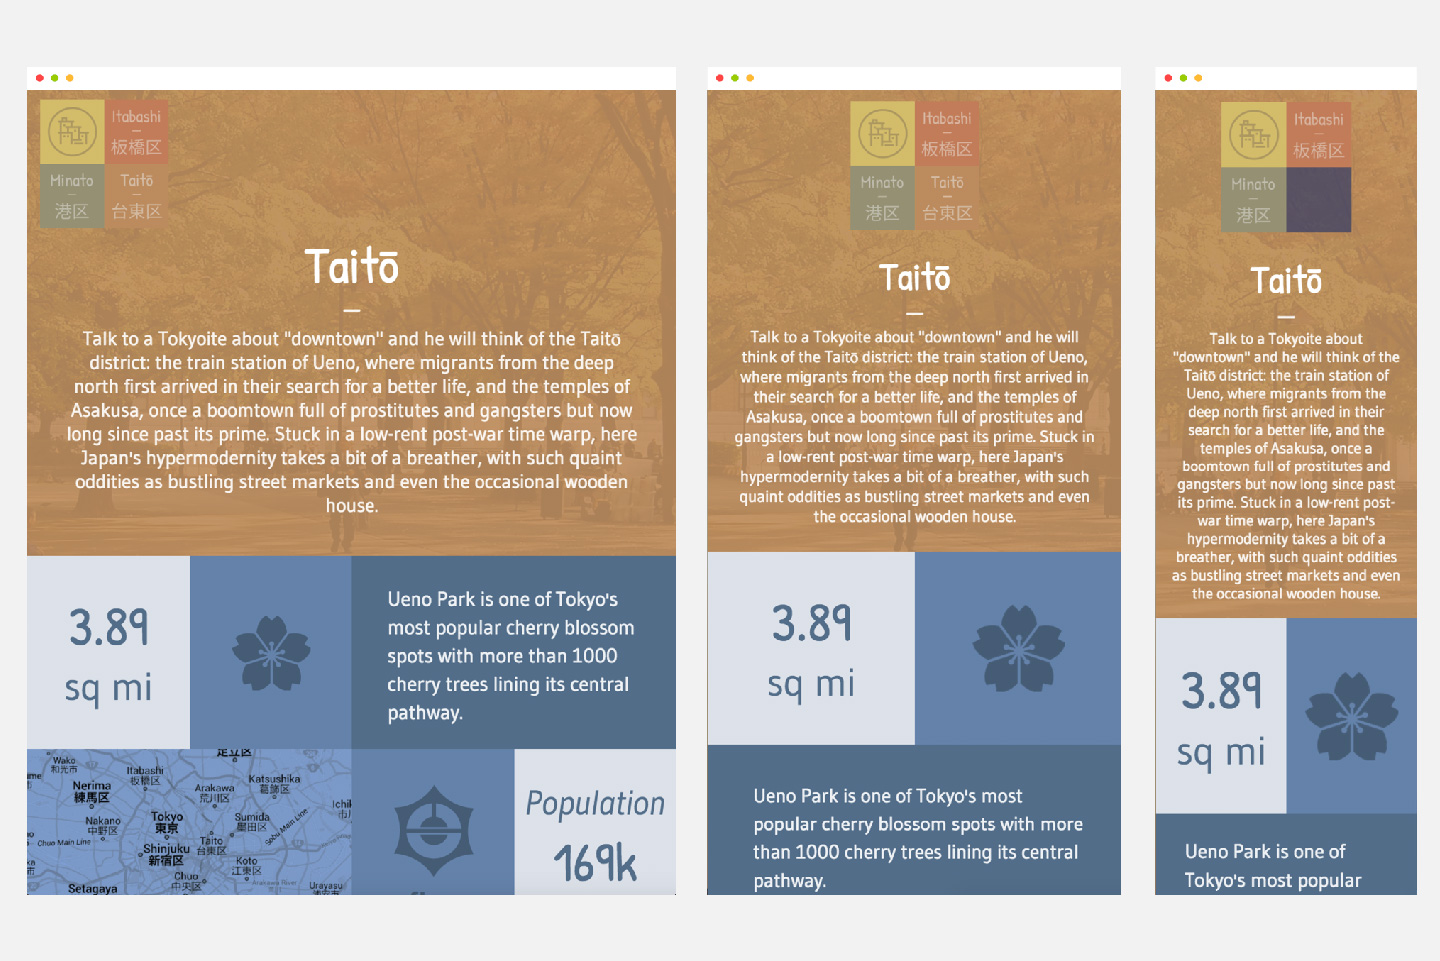 Itabashi
板橋区
Minato
港区
Taitō
台東区
Taitō
Talk to a Tokyoite about "downtown" and he will think of the Taitō
district: the train station of Ueno, where migrants from the deep
north first arrived in their search for a better life, and the temples of
Asakusa, once a boomtown full of prostitutes and gangsters but now
long since past its prime. Stuck in a low-rent post-war time warp, here
Japan's hypermodernity takes a bit of a breather, with such quaint
oddities as bustling street markets and even the occasional wooden
house.
3.89
sq mi
Ueno Park is one of Tokyo's
most popular cherry blossom
spots with more than 1000
cherry trees lining its central
pathway.
足立区
Wako
和光市
Itabashi
板橋区
Katsushika
葛飾区
Nerima
練馬区
Arakawa
荒川区
Nakano
中野区
Tokyo
東京
Sumida
墨田区
Sobu Main Line
Chuo Main Line
Taito
台東区
Shinjuku
新宿区
Koto
江東区
Chuo
中央区
Arakawa River
Setagaya
Urayasu
Population
169k
Itabashi
板橋区
Minato
港区
Taitō
台東区
Taitō
Talk to a Tokyoite about "downtown" and he will
think of the Taitō district: the train station of Ueno,
where migrants from the deep north first arrived in
their search for a better life, and the temples of
Asakusa, once a boomtown full of prostitutes and
gangsters but now long since past its prime. Stuck in
a low-rent post-war time warp, here Japan's
hypermodernity takes a bit of a breather, with such
quaint oddities as bustling street markets and even
the occasional wooden house.
3.89
sq mi
Ueno Park is one of Tokyo's most
popular cherry blossom spots with more
than 1000 cherry trees lining its central
pathway.
Itabashi
板橋区
Minato
港区
Taitō
Talk to a Tokyoite about
"downtown" and he will think of the
Taitō district: the train station of
Ueno, where migrants from the
deep north first arrived in their
search for a better life, and the
temples of Asakusa, once a
boomtown full of prostitutes and
gangsters but now long since past
its prime. Stuck in a low-rent post-
war time warp, here Japan's
hypermodernity takes a bit of a
breather, with such quaint oddities
as bustling street markets and even
the occasional wooden house.
3.89
sq mi
Ueno Park is one of
Tokyo's most popular